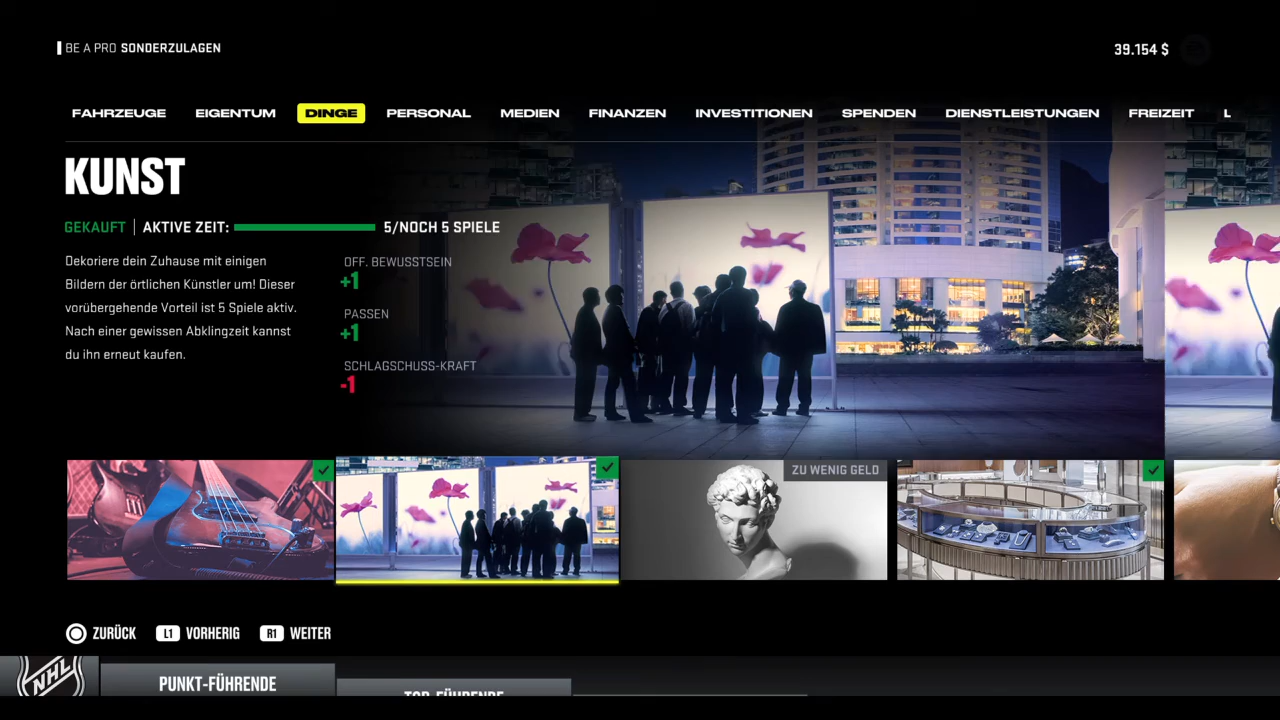 BE A PRO SONDERZULAGEN
39.154 $
FAHRZEUGE EIGENTUM DINGE PERSONAL MEDIEN FINANZEN INVESTITIONEN SPENDEN DIENSTLEISTUNGEN FREIZEIT L
KUNST
GEKAUFT AKTIVE ZEIT: 5/NOCH 5 SPIELE
Dekoriere dein Zuhause mit einigen
Bildern der örtlichen Künstler um! Dieser
vorübergehende Vorteil ist 5 Spiele aktiv.
Nach einer gewissen Abklingzeit kannst
du ihn erneut kaufen.
OFF. BEWUSSTSEIN
+1
PASSEN
+1
SCHLAGSCHUSS-KRAFT
-1
ZU WENIG GELD
ZURÜCK L1 VORHERIG R1 WEITER
NHL
PUNKT-FÜHRENDE
TOP-FÜHRENDE